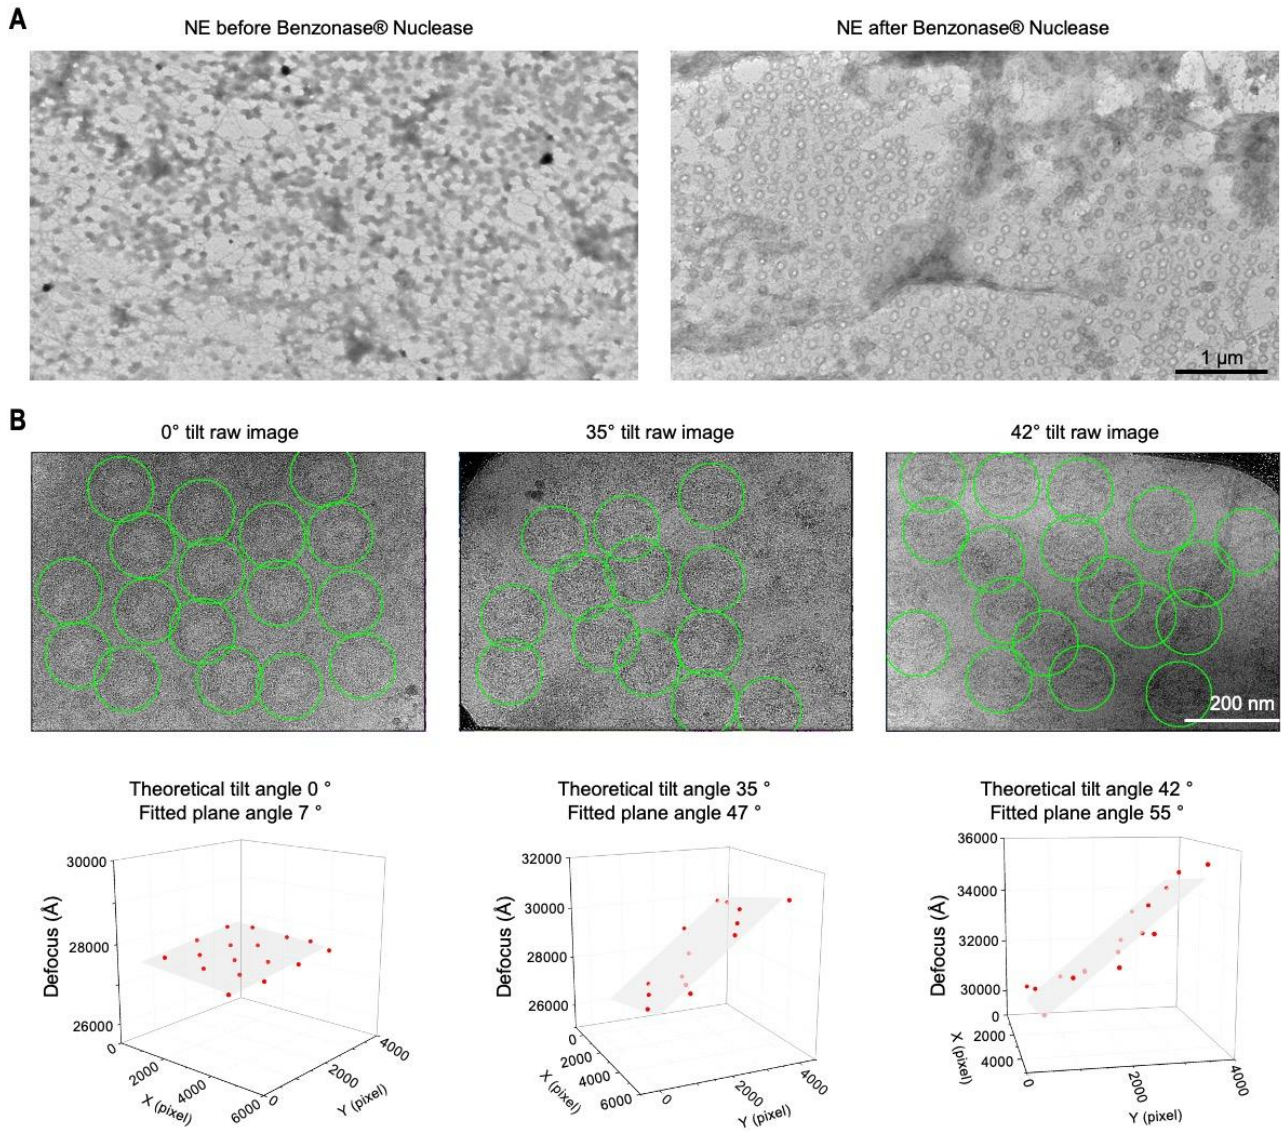 A
NE before Benzonase® Nuclease
NE after Benzonase® Nuclease
1 μm
B
0° tilt raw image
35° tilt raw image
42° tilt raw image
200 nm
Theoretical tilt angle 0 °
Fitted plane angle 7 °
Theoretical tilt angle 35 °
Fitted plane angle 47 °
Theoretical tilt angle 42 °
Fitted plane angle 55 °
30000
28000
26000
Defocus (Å)
0
2000
4000
6000
X (pixel)
0
2000
4000
Y (pixel)
32000
30000
28000
26000
Defocus (Å)
0
2000
4000
6000
X (pixel)
0
2000
4000
Y (pixel)
36000
34000
32000
30000
Defocus (Å)
0
2000
4000
X (pixel)
0
2000
4000
Y (pixel)